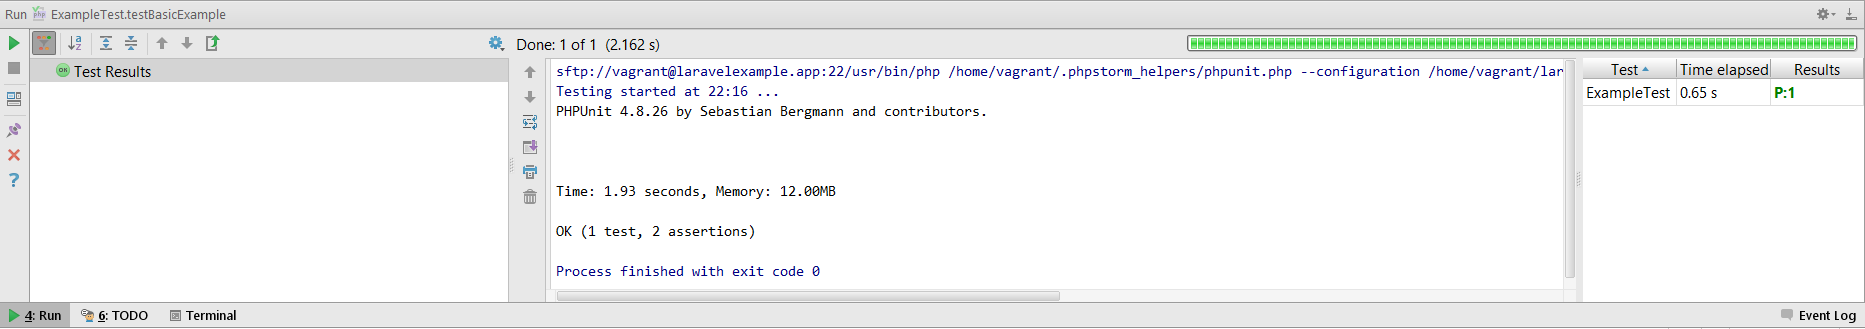 Run ExampleTest.testBasicExample
Done: 1 of 1 (2.162 s)
OK Test Results
sftp://vagrant@laravelexample.app:22/usr/bin/php /home/vagrant/.phpstorm_helpers/phpunit.php --configuration /home/vagrant/lar
Testing started at 22:16 ...
PHPUnit 4.8.26 by Sebastian Bergmann and contributors.
Time: 1.93 seconds, Memory: 12.00MB
OK (1 test, 2 assertions)
Process finished with exit code 0
Test Time elapsed Results
ExampleTest 0.65 s P:1
4: Run 6: TODO Terminal Event Log